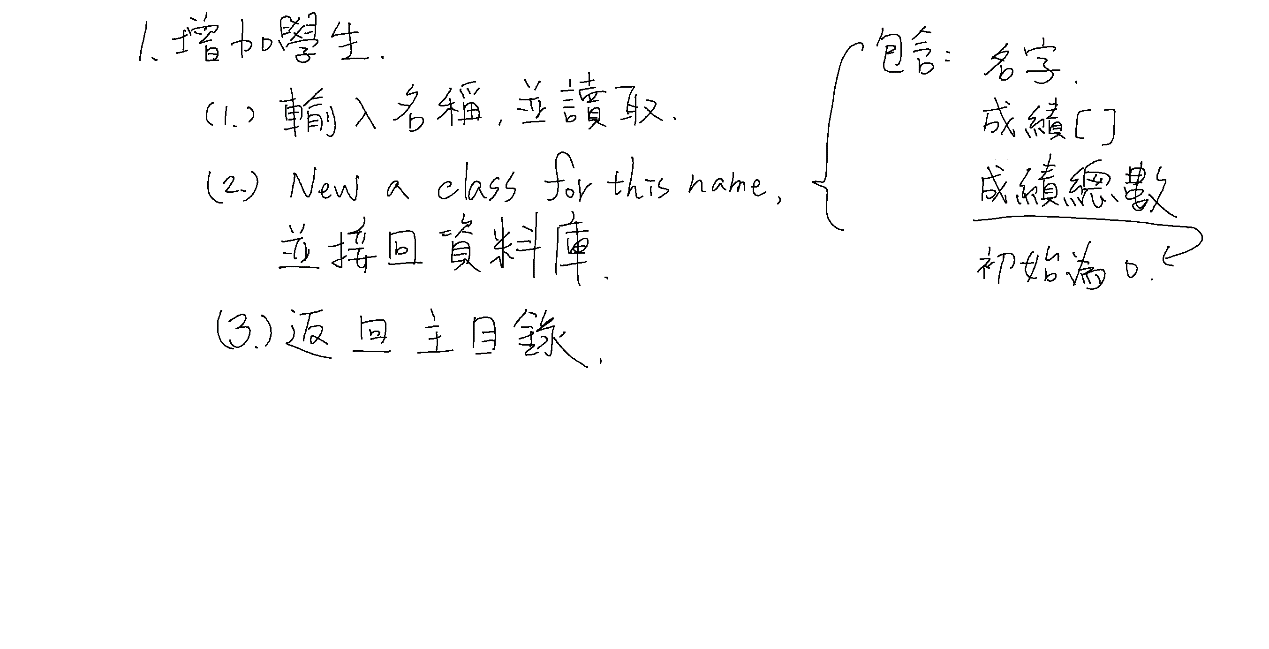 1. 增加學生.
(1.) 輸入名稱, 並讀取.
(2.) New a class for this name,
並接回資料庫.
(3.) 返回主目錄.
包含: 名字.
成績[]
成績總數
初始為0.